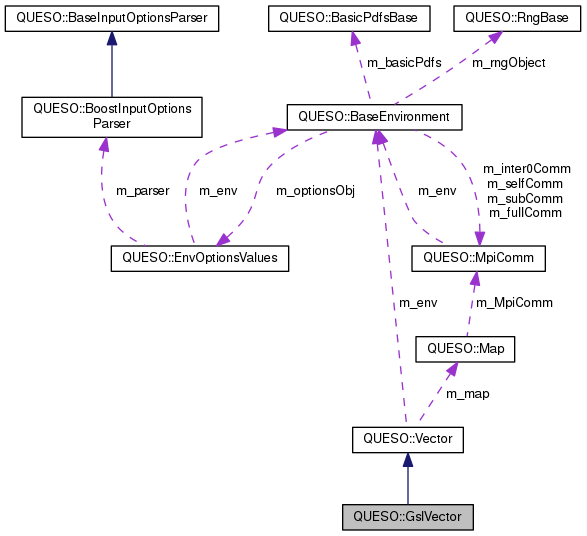 QUESO::BaseInputOptionsParser
QUESO::BasicPdfsBase
QUESO::RngBase
m_basicPdfs
m_rngObject
QUESO::BoostInputOptions
Parser
QUESO::BaseEnvironment
m_parser
m_env
m_optionsObj
m_env
m_inter0Comm
m_selfComm
m_subComm
m_fullComm
QUESO::EnvOptionsValues
QUESO::MpiComm
m_env
m_MpiComm
QUESO::Map
m_map
QUESO::Vector
QUESO::GslVector